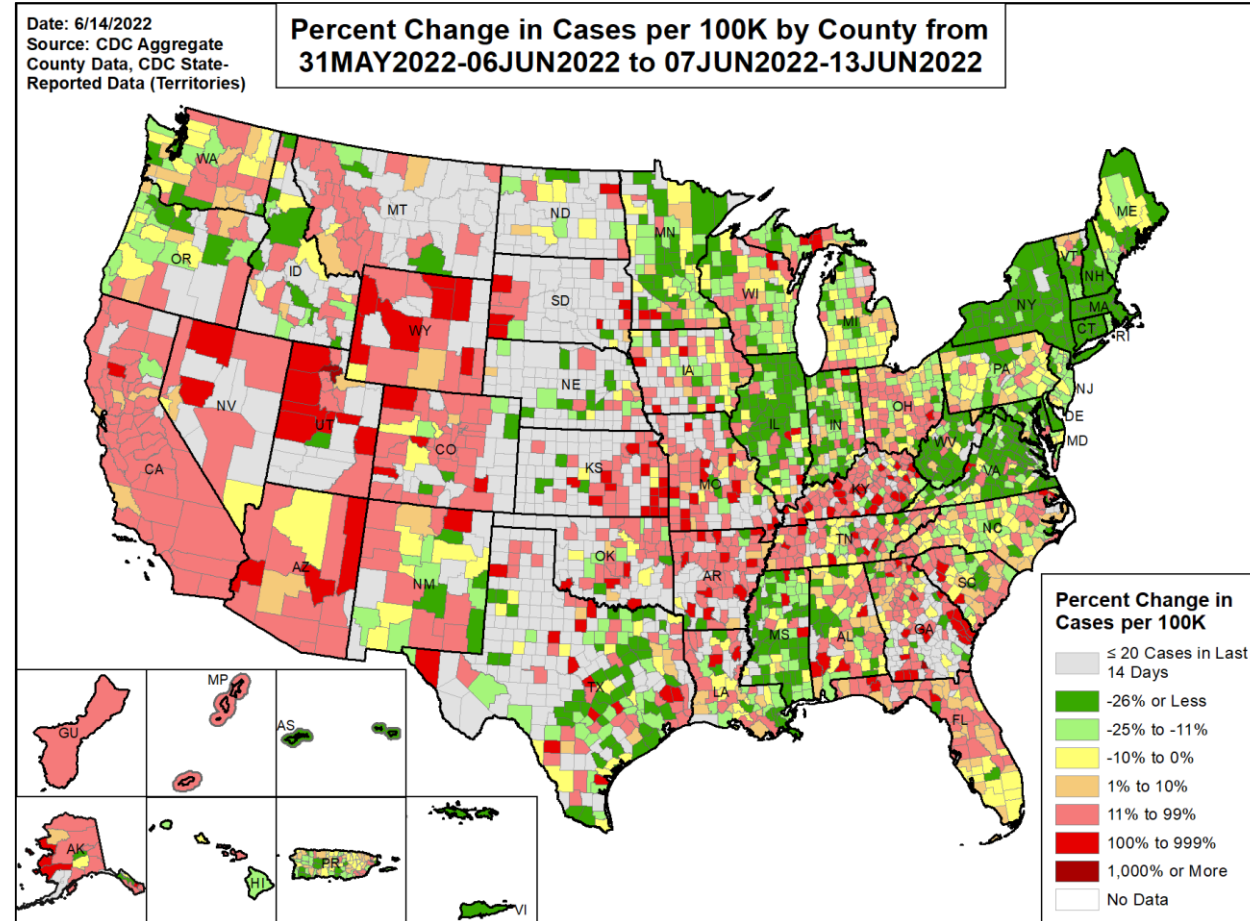 Date: 6/14/2022
Source: CDC Aggregate
County Data, CDC State-
Reported Data (Territories)
Percent Change in Cases per 100K by County from
31MAY2022-06JUN2022 to 07JUN2022-13JUN2022
WA
MT
ND
MN
ME
OR
ID
SD
WI
VT
NH
NY
MA
CT
RI
WY
MI
IA
NE
PA
NJ
NV
UT
CO
IL
IN
OH
DE
MD
WV
VA
CA
KS
MO
KY
NC
TN
OK
AR
SC
AZ
NM
MS
AL
GA
TX
LA
FL
GU
MP
AS
AK
HI
PR
VI
Percent Change in
Cases per 100K
≤ 20 Cases in Last
14 Days
-26% or Less
-25% to -11%
-10% to 0%
1% to 10%
11% to 99%
100% to 999%
1,000% or More
No Data